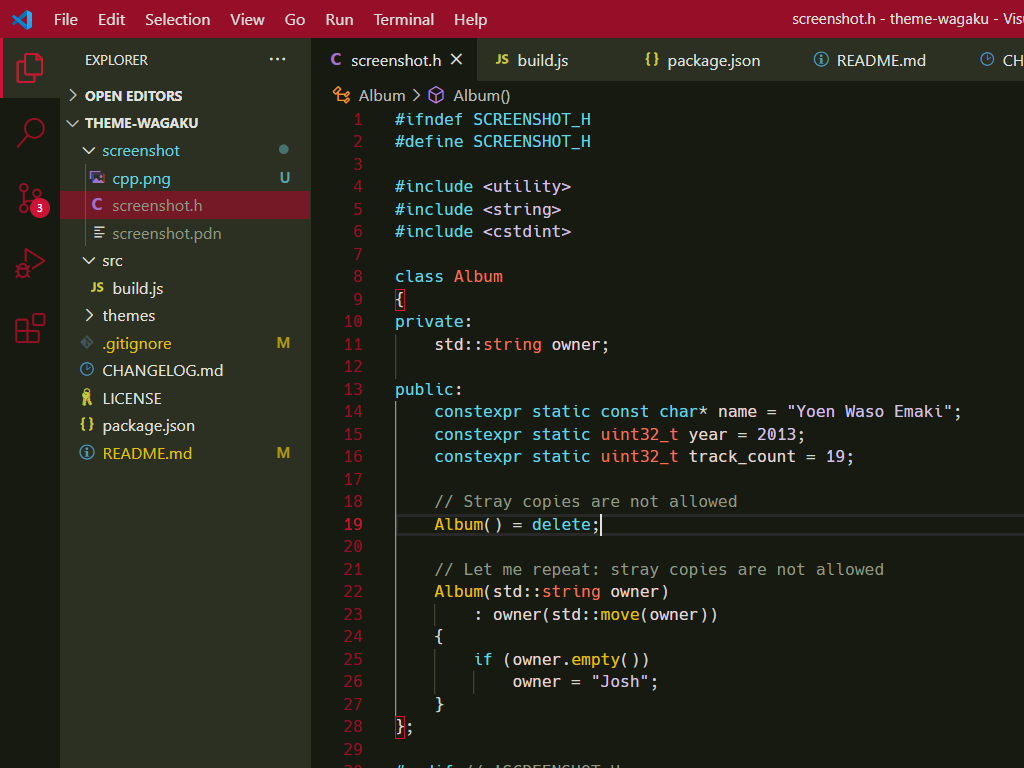 File Edit Selection View Go Run Terminal Help screenshot.h - theme-wagaku - Visu
EXPLORER ···
OPEN EDITORS
THEME-WAGAKU
screenshot
cpp.png U
C screenshot.h
screenshot.pdn
src
JS build.js
themes
.gitignore M
CHANGELOG.md
LICENSE
{} package.json
README.md M
3
C screenshot.h × JS build.js {} package.json README.md CH
Album > Album()
1 #ifndef SCREENSHOT_H
2 #define SCREENSHOT_H
3
4 #include <utility>
5 #include <string>
6 #include <cstdint>
7
8 class Album
9 {
10 private:
11     std::string owner;
12
13 public:
14     constexpr static const char* name = "Yoen Waso Emaki";
15     constexpr static uint32_t year = 2013;
16     constexpr static uint32_t track_count = 19;
17
18     // Stray copies are not allowed
19     Album() = delete;
20
21     // Let me repeat: stray copies are not allowed
22     Album(std::string owner)
23         : owner(std::move(owner))
24     {
25         if (owner.empty())
26             owner = "Josh";
27     }
28 };
29